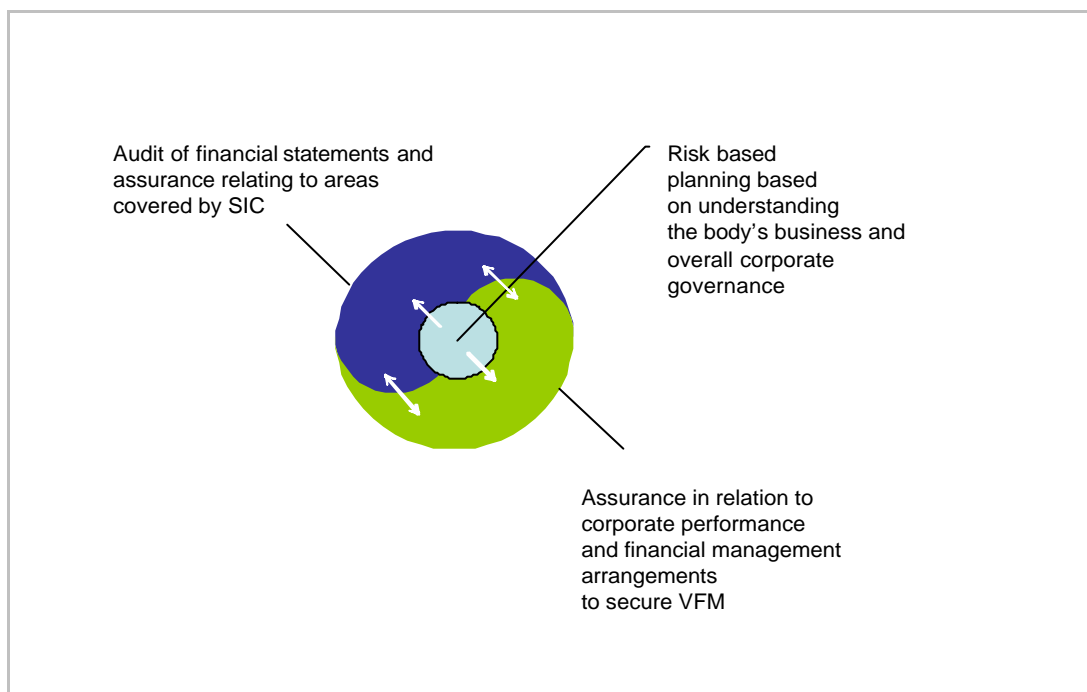 Audit of financial statements and
assurance relating to areas
covered by SIC
Risk based
planning based
on understanding
the body’s business and
overall corporate
governance
Assurance in relation to
corporate performance
and financial management
arrangements
to secure VFM